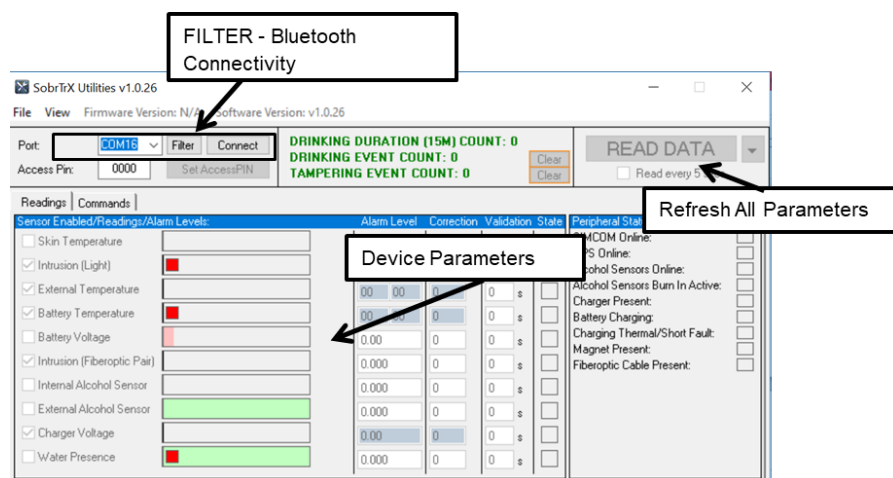 FILTER - Bluetooth
Connectivity
SobrTrX Utilities v1.0.26
File View Firmware Version: N/A Software Version: v1.0.26
Port: COM16 Filter Connect
Access Pin: 0000 Set AccessPIN
DRINKING DURATION (15M) COUNT: 0
DRINKING EVENT COUNT: 0 Clear
TAMPERING EVENT COUNT: 0 Clear
READ DATA
Read every 5
Refresh All Parameters
Readings Commands
Sensor Enabled/Readings/Alarm Levels: Alarm Level Correction Validation State
Skin Temperature
Device Parameters
Intrusion (Light)
External Temperature 00 00 0 0 s
Battery Temperature 00 0 0 s
Battery Voltage 0.00 0 0 s
Intrusion (Fiberoptic Pair) 0.000 0 0 s
Internal Alcohol Sensor 0.000 0 0 s
External Alcohol Sensor 0.000 0 0 s
Charger Voltage 0.00 0 0 s
Water Presence 0.000 0 0 s
Peripheral
Online:
Online:
Alcohol Sensors Online:
Alcohol Sensors Burn In Active:
Charger Present:
Battery Charging:
Charging Thermal/Short Fault:
Magnet Present:
Fiberoptic Cable Present: